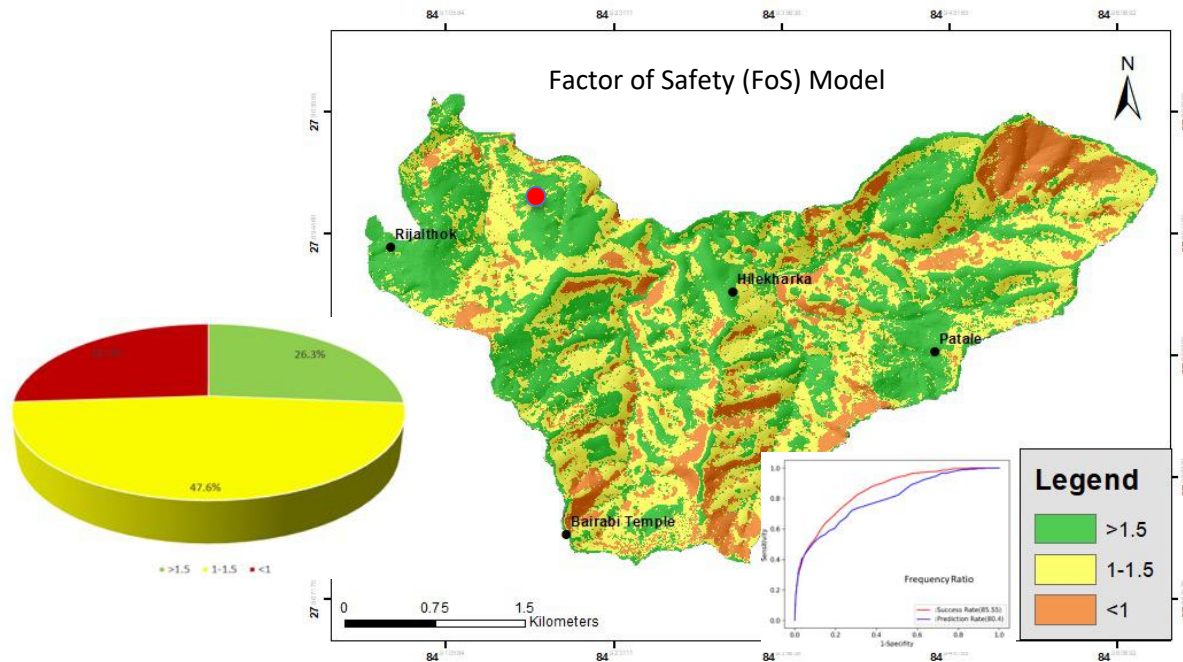 Factor of Safety (FoS) Model
N
84
84
84
84
84
27
27
27
27
27
Rijalthok
Hilekharka
Patale
Bairabi Temple
26.3%
47.6%
>1.5
1-1.5
<1
0 0.75 1.5
Kilometers
1.0
0.8
0.6
0.4
0.2
0.0
Sensitivity
0.0 0.2 0.4 0.6 0.8 1.0
1-Specifity
Frequency Ratio
:Success Rate(85.55)
:Prediction Rate(80.4)
Legend
>1.5
1-1.5
<1
84
84
84
84
84